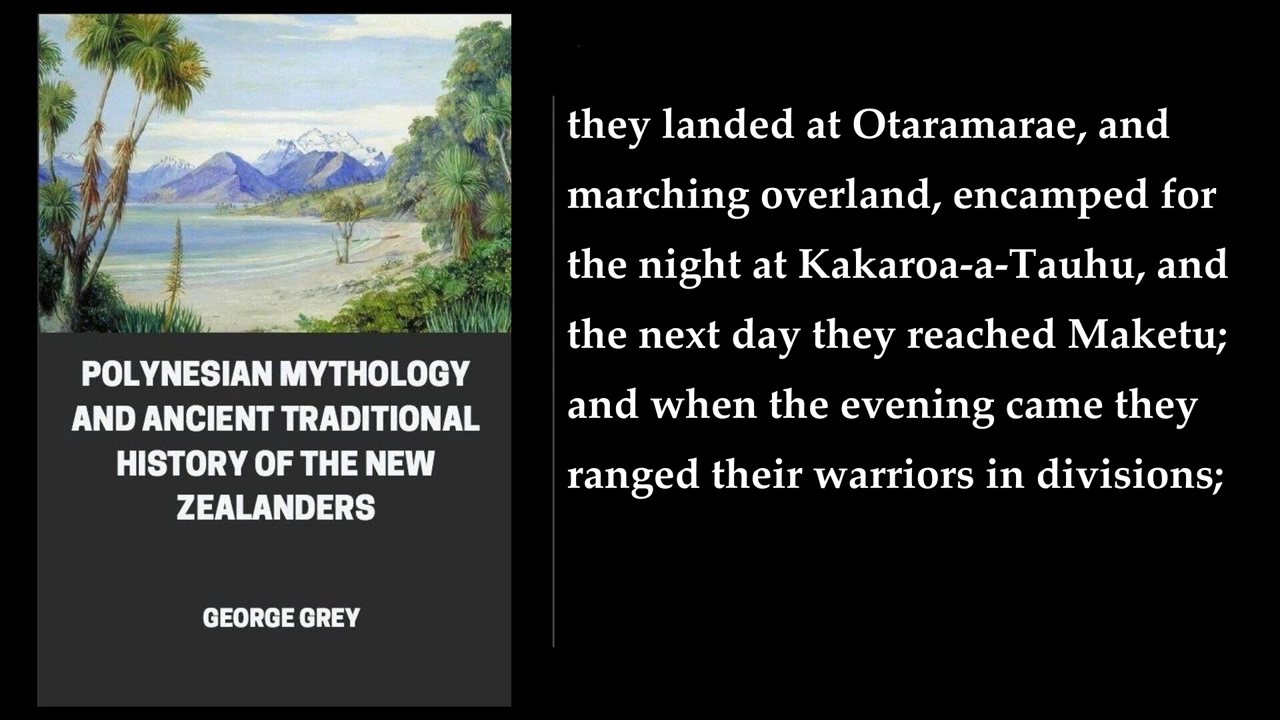 POLYNESIAN MYTHOLOGY
AND ANCIENT TRADITIONAL
HISTORY OF THE NEW
ZEALANDERS
GEORGE GREY
they landed at Otaramarae, and
marching overland, encamped for
the night at Kakaroa-a-Tauhu, and
the next day they reached Maketu;
and when the evening came they
ranged their warriors in divisions;